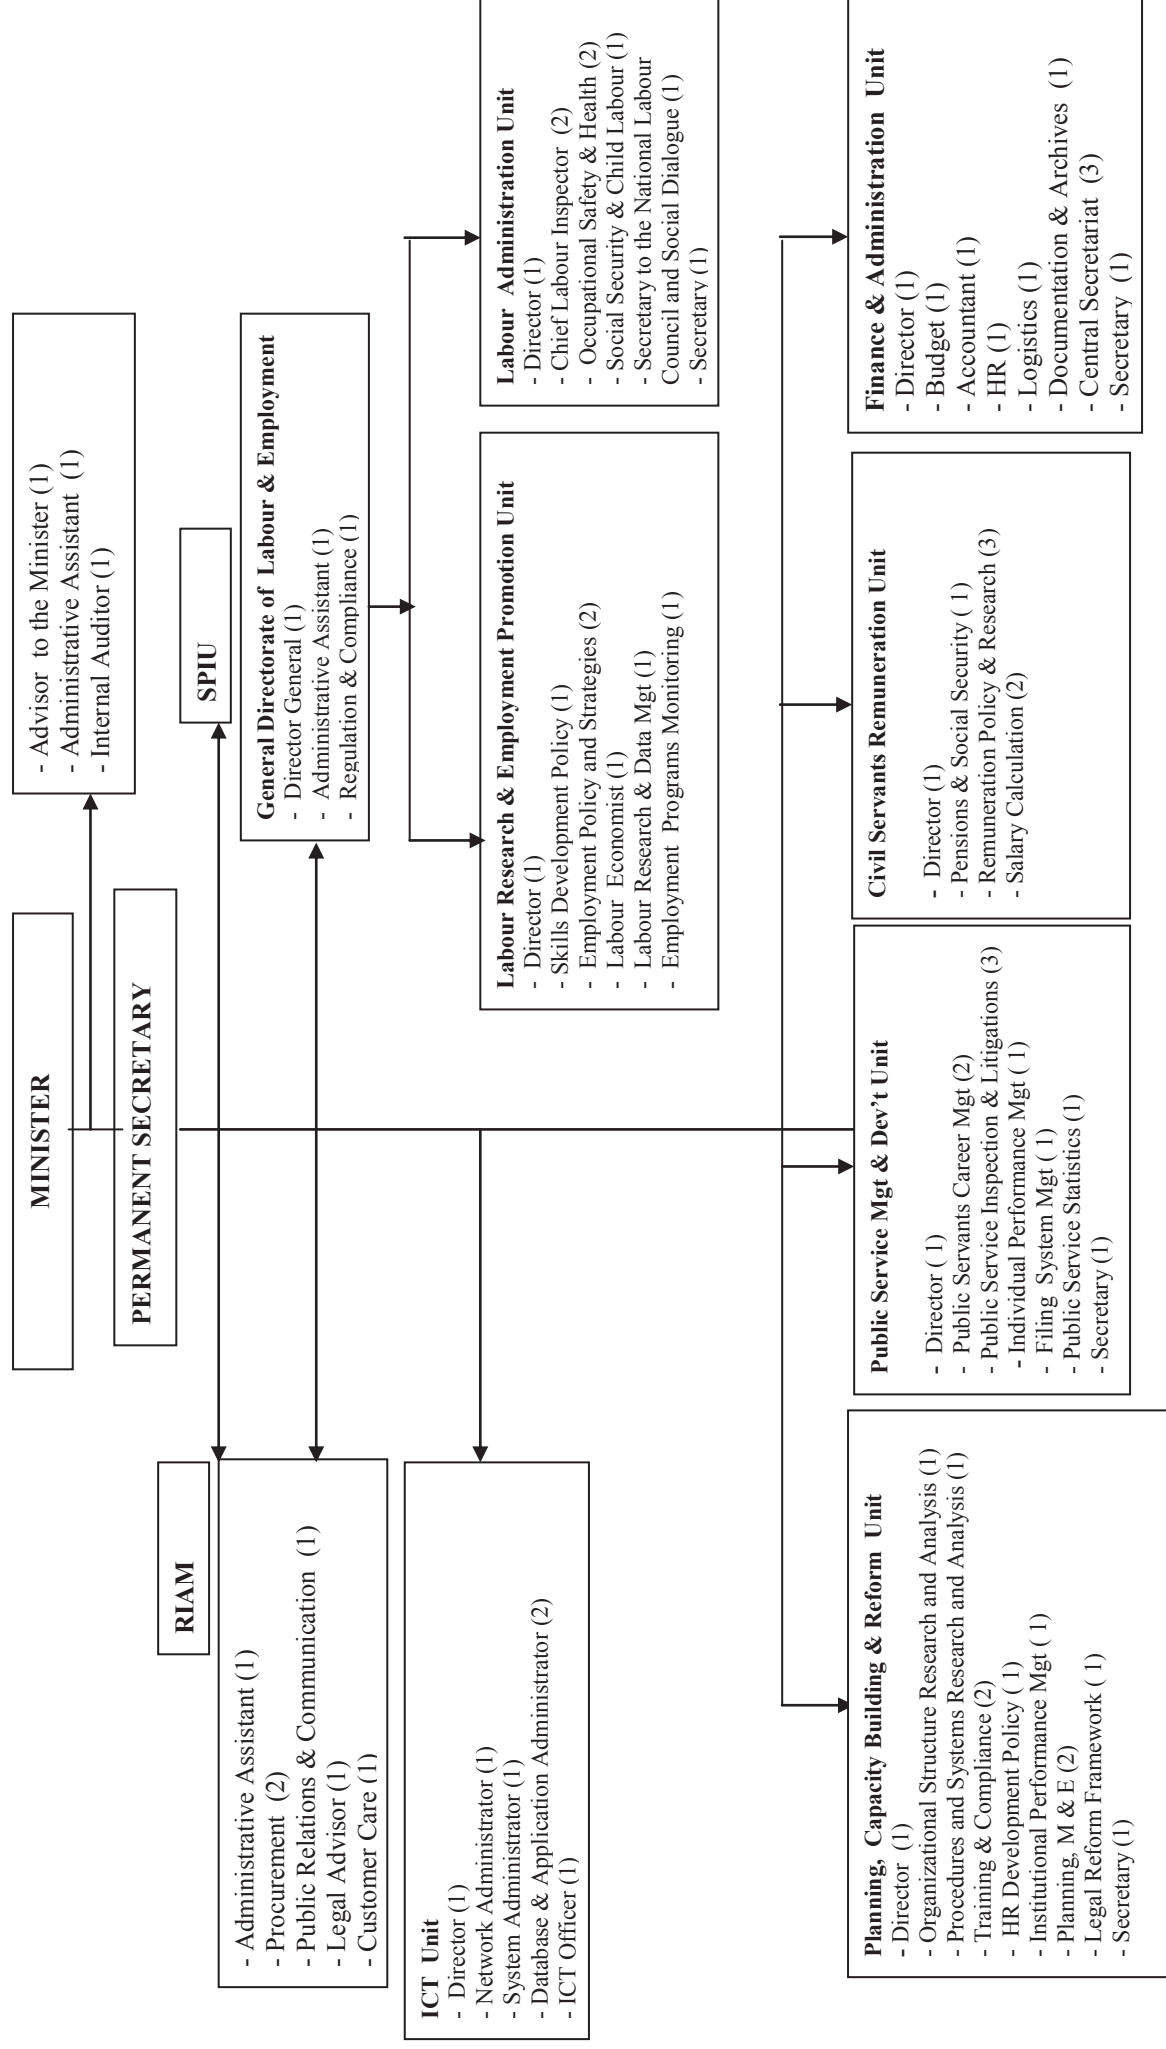 MINISTER
- Advisor to the Minister (1)
- Administrative Assistant (1)
- Internal Auditor (1)
PERMANENT SECRETARY
RIAM
SPIU
- Administrative Assistant (1)
- Procurement (2)
- Public Relations & Communication (1)
- Legal Advisor (1)
- Customer Care (1)
General Directorate of Labour & Employment
- Director General (1)
- Administrative Assistant (1)
- Regulation & Compliance (1)
ICT Unit
- Director (1)
- Network Administrator (1)
- System Administrator (1)
- Database & Application Administrator (2)
- ICT Officer (1)
Labour Research & Employment Promotion Unit
- Director (1)
- Skills Development Policy (1)
- Employment Policy and Strategies (2)
- Labour Economist (1)
- Labour Research & Data Mgt (1)
- Employment Programs Monitoring (1)
Labour Administration Unit
- Director (1)
- Chief Labour Inspector (2)
- Occupational Safety & Health (2)
- Social Security & Child Labour (1)
- Secretary to the National Labour
Council and Social Dialogue (1)
- Secretary (1)
Planning, Capacity Building & Reform Unit
- Director (1)
- Organizational Structure Research and Analysis (1)
- Procedures and Systems Research and Analysis (1)
- Training & Compliance (2)
- HR Development Policy ( 1)
- Institutional Performance Mgt ( 1)
- Planning, M & E (2)
- Legal Reform Framework ( 1)
- Secretary (1)
Public Service Mgt & Dev't Unit
- Director ( 1)
- Public Servants Career Mgt (2)
- Public Service Inspection & Litigations (3)
- Individual Performance Mgt ( 1)
- Filing System Mgt ( 1)
- Public Service Statistics (1)
- Secretary (1)
Civil Servants Remuneration Unit
- Director (1)
- Pensions & Social Security ( 1)
- Remuneration Policy & Research (3)
- Salary Calculation (2)
Finance & Administration Unit
- Director (1)
- Budget (1)
- Accountant (1)
- HR (1)
- Logistics (1)
- Documentation & Archives (1)
- Central Secretariat (3)
- Secretary (1)